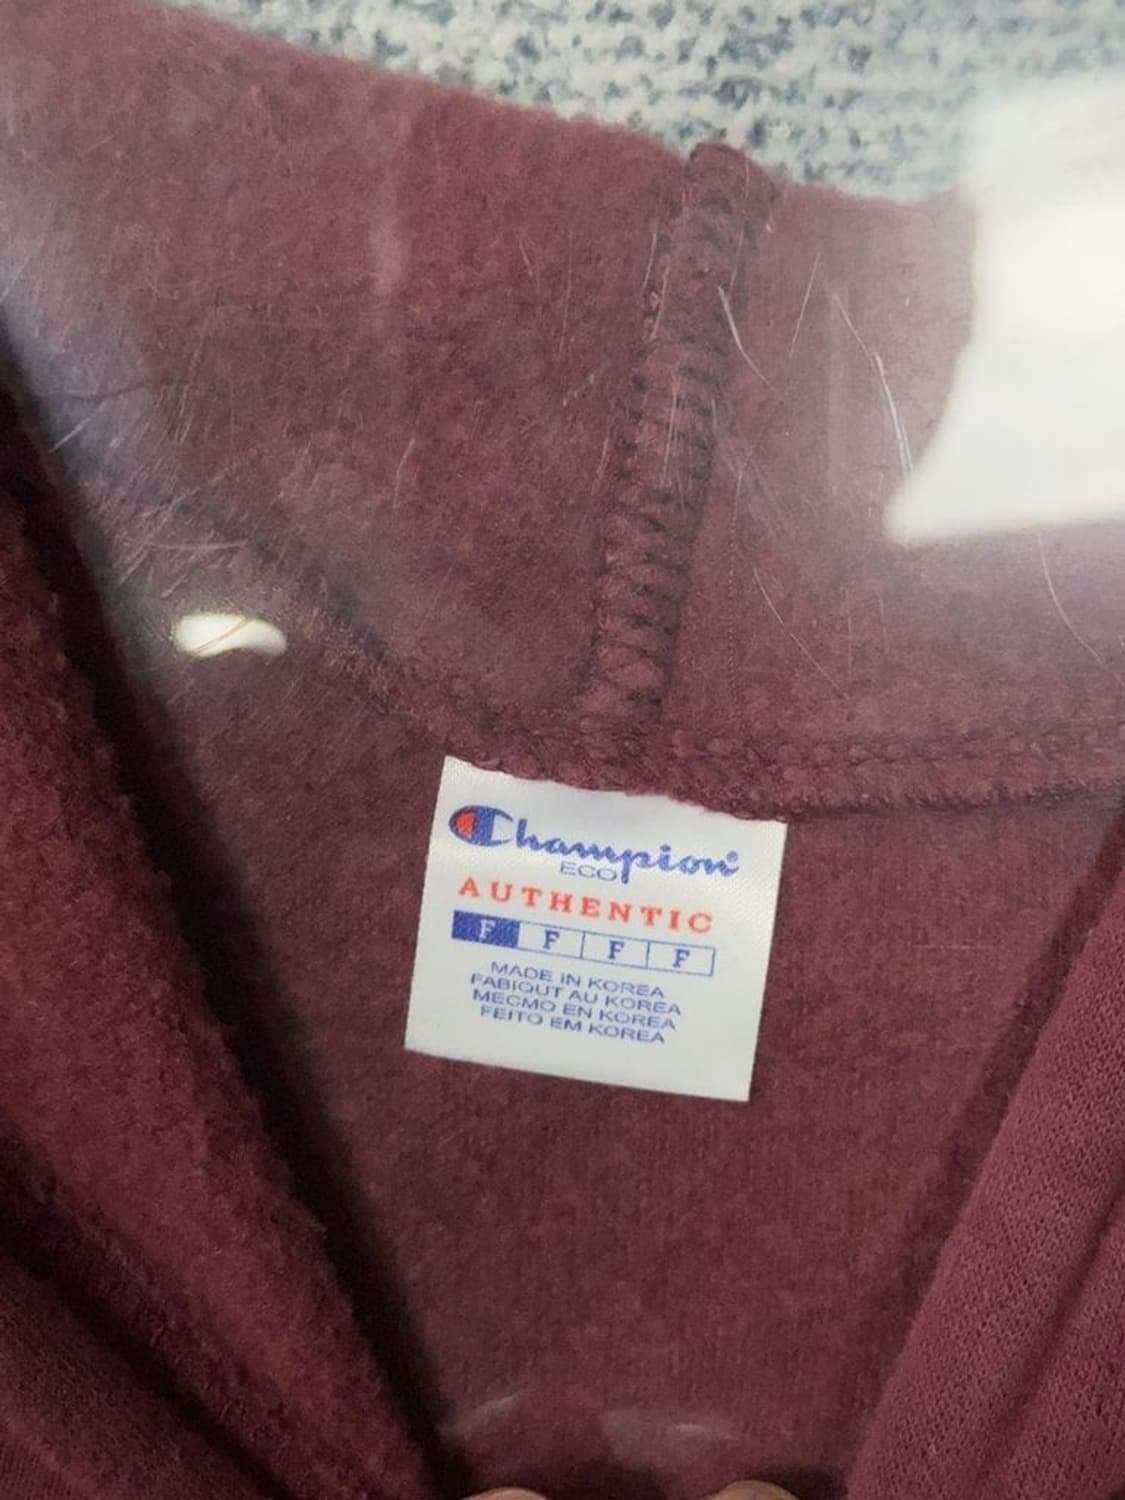 Champion
ECO
AUTHENTIC
F F F F
MADE IN KOREA
FABIQUT AU KOREA
MECMO EN KOREA
FEITO EM KOREA